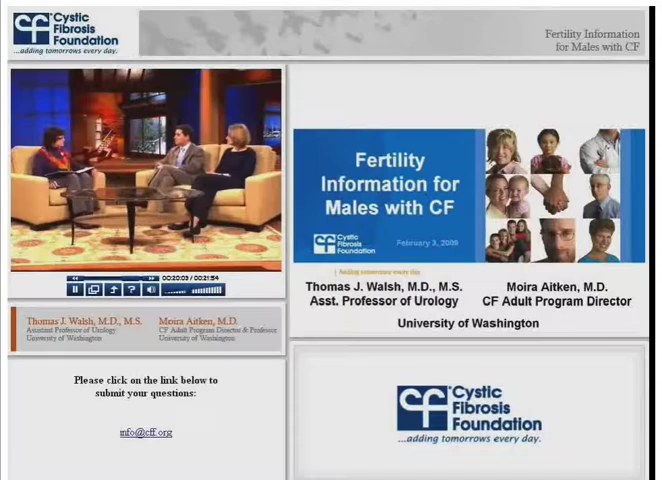 Cystic
Fibrosis
Foundation
...adding tomorrows every day.
Fertility Information
for Males with CF
Fertility
Information for
Males with CF
Cystic
Fibrosis
Foundation
February 3, 2009
Adding tomorrows every day.
Thomas J. Walsh, M.D., M.S.
Asst. Professor of Urology
Moira Aitken, M.D.
CF Adult Program Director
University of Washington
00:20:03 / 00:21:54
Thomas J. Walsh, M.D., M.S.
Assistant Professor of Urology
University of Washington
Moira Aitken, M.D.
CF Adult Program Director & Professor
University of Washington
Please click on the link below to
submit your questions:
info@cff.org
Cystic
Fibrosis
Foundation
...adding tomorrows every day.